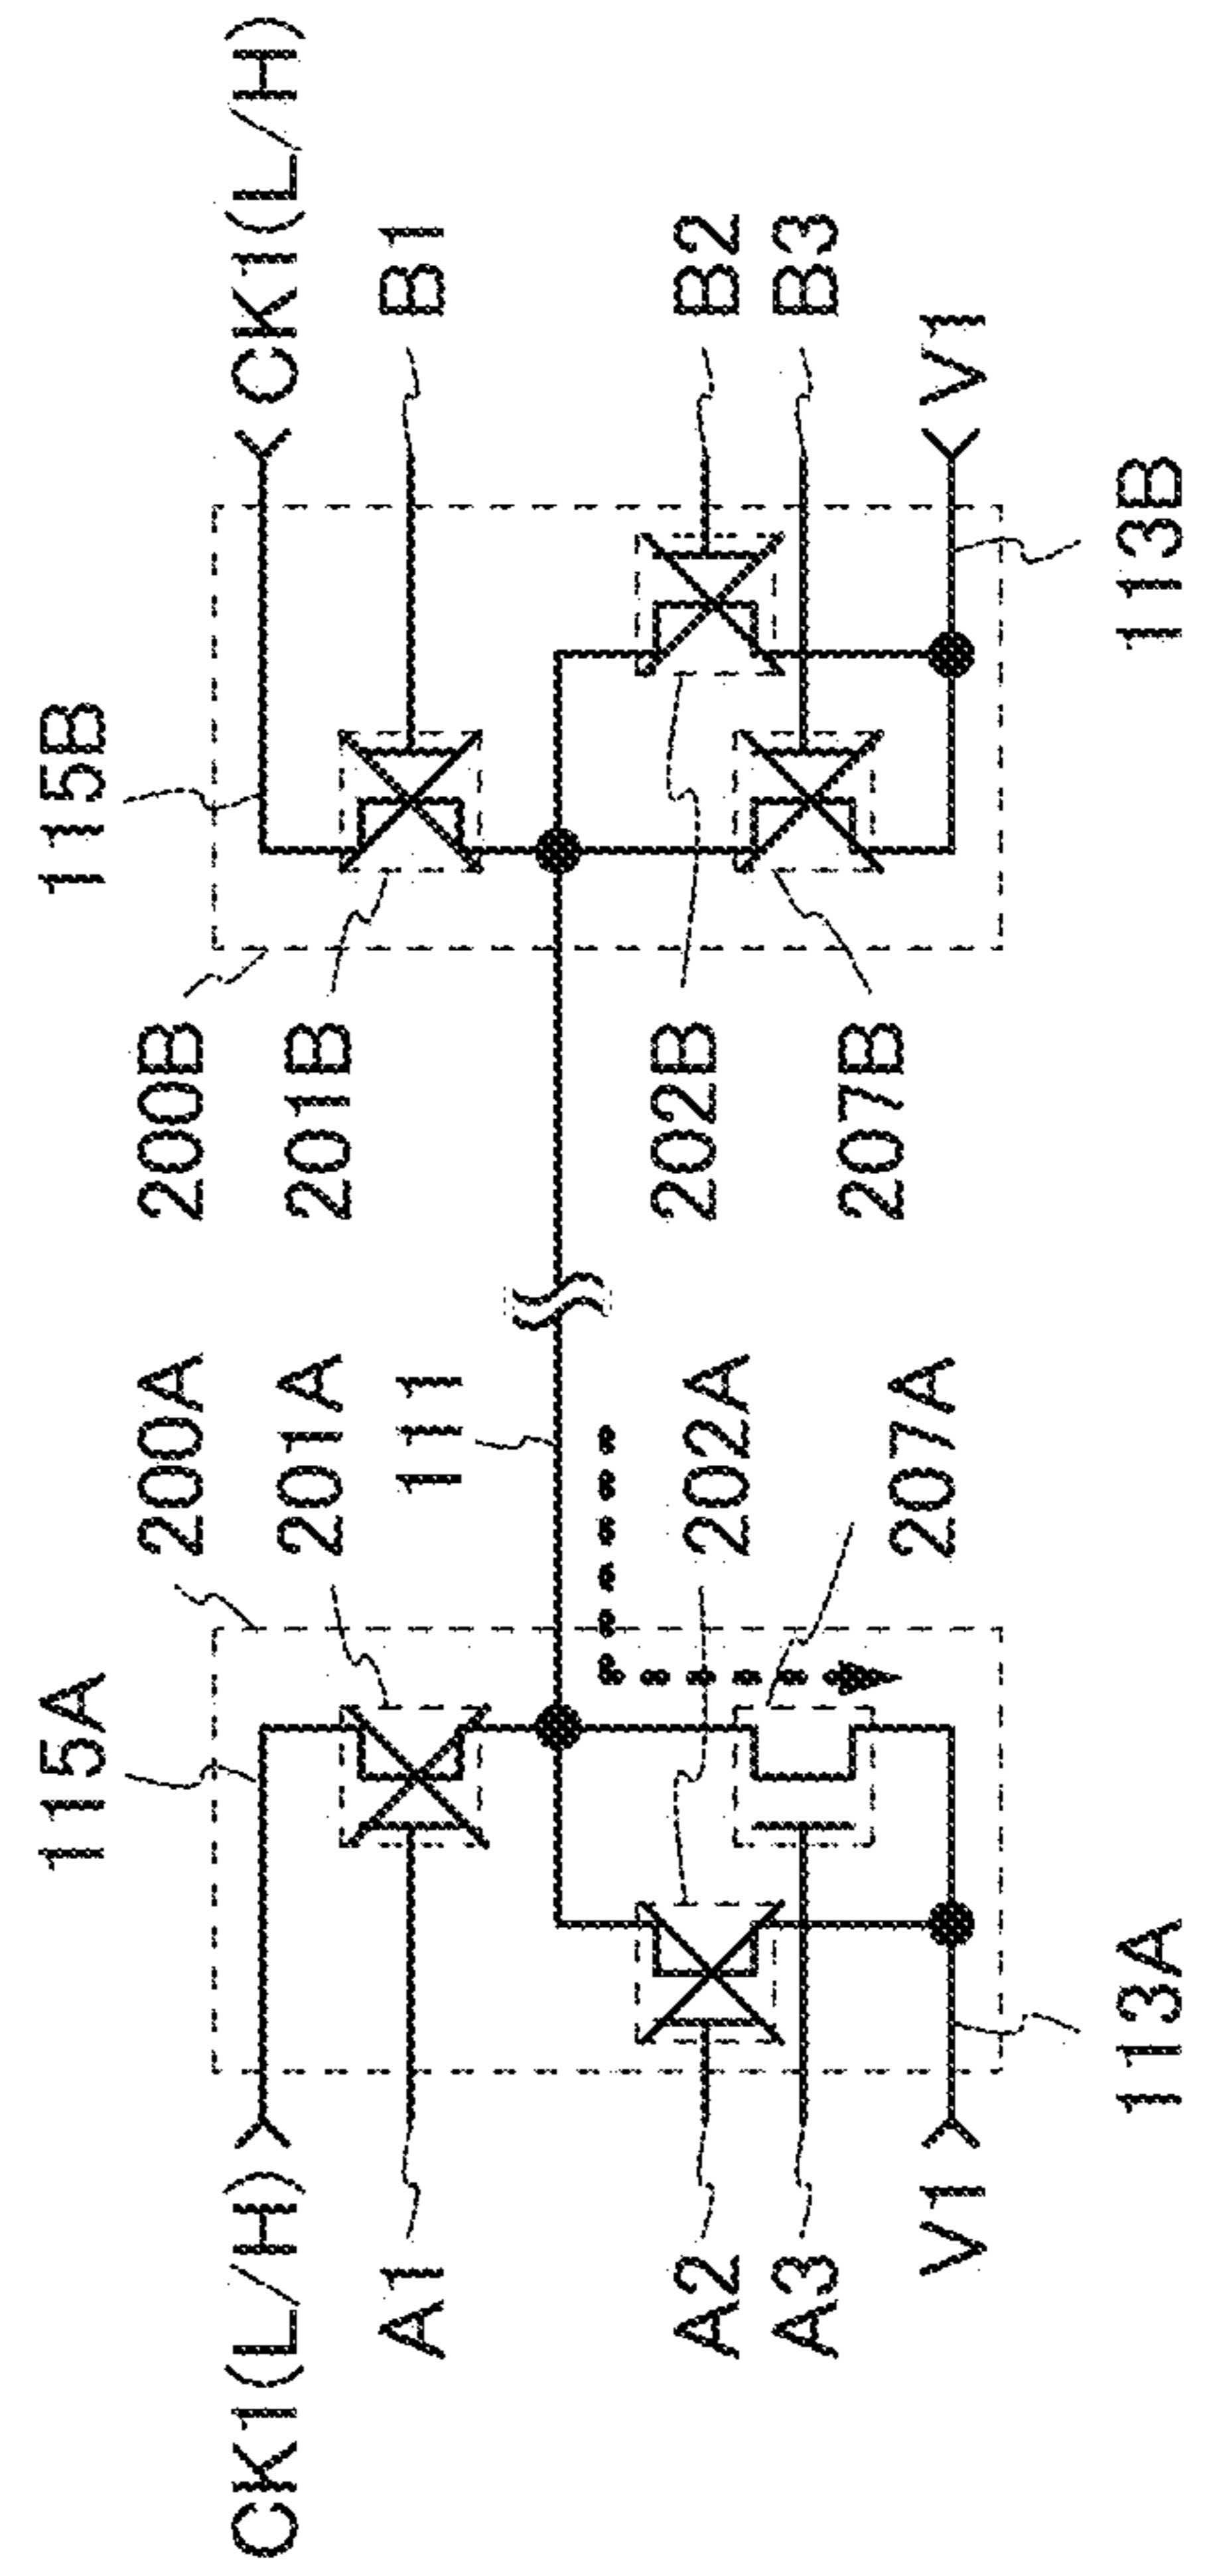 115A
115B
200A
200B
CK1(L/H)
CK1(L/H)
201A
201B
A1
111
B1
A2
202A
202B
B2
A3
B3
207A
207B
V1
V1
113A
113B